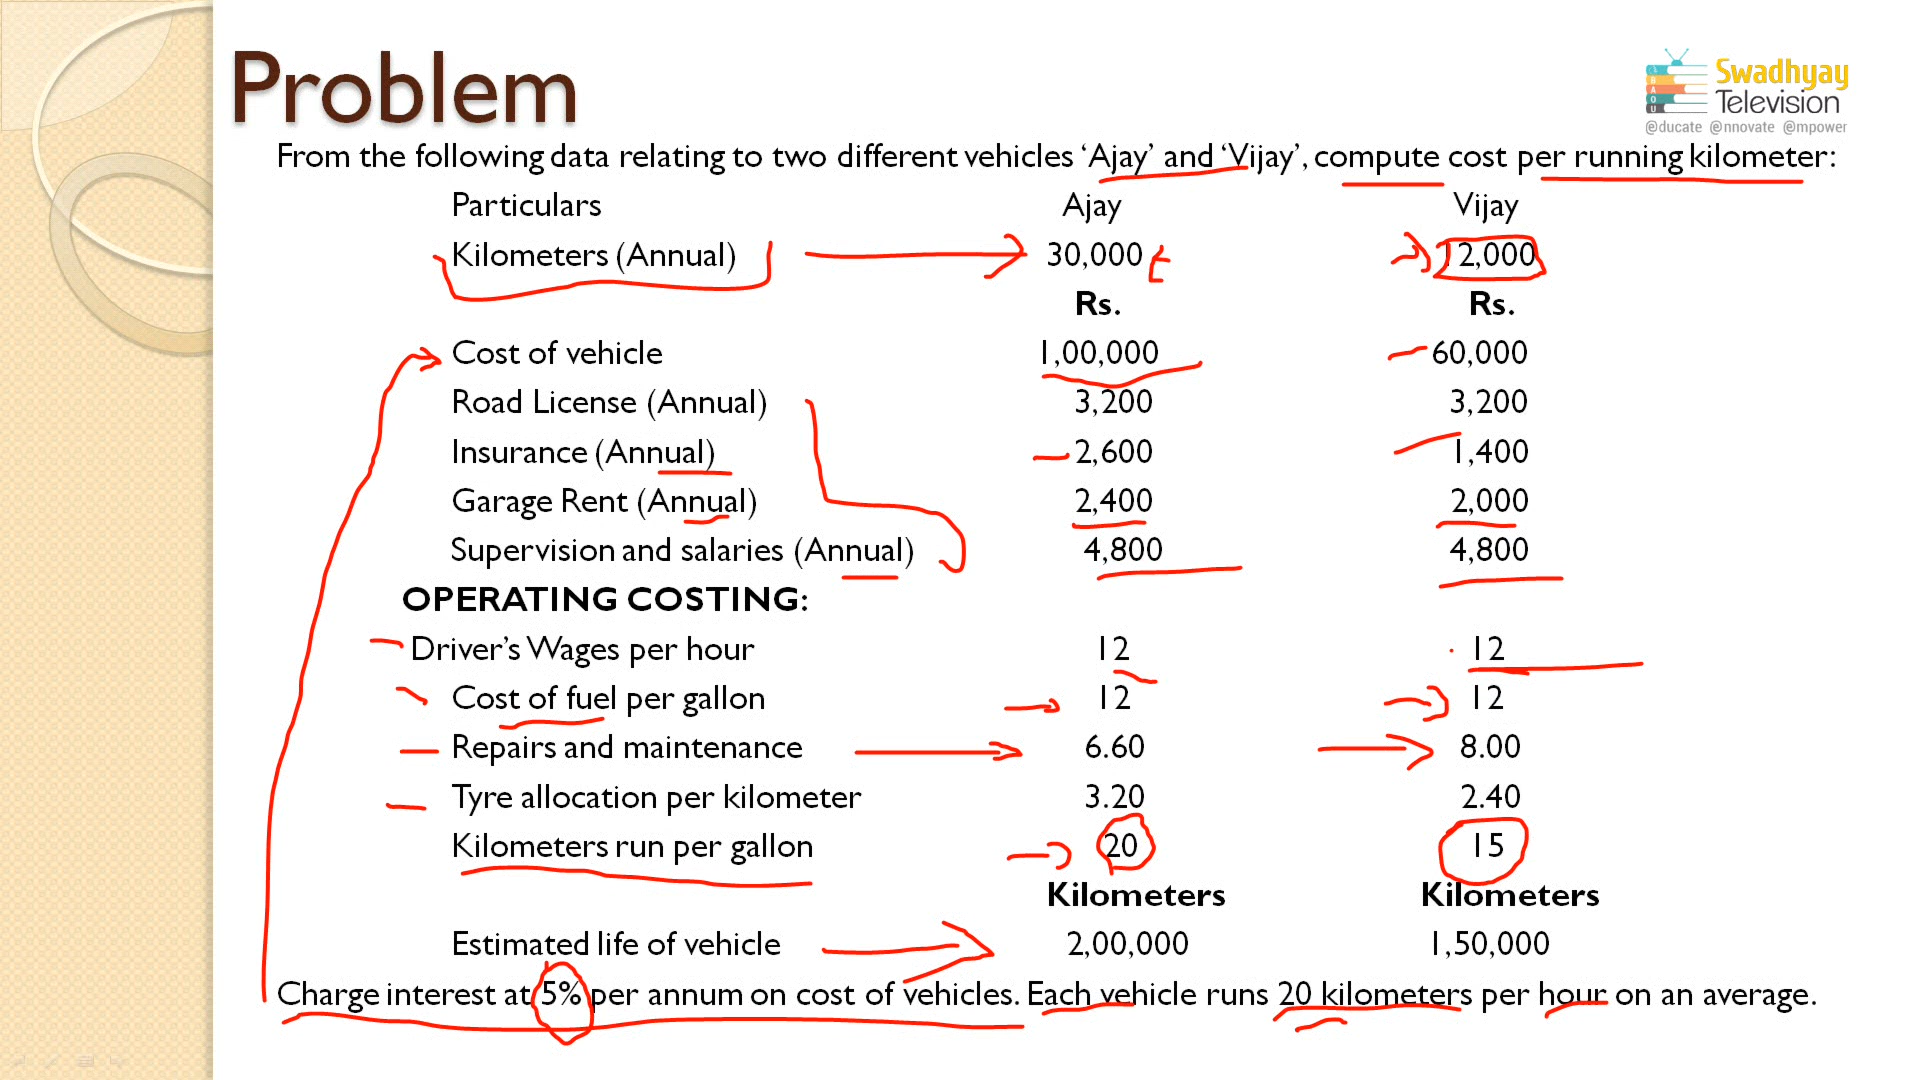 Problem
Swadhyay
Television
@ducate @nnovate @mpower
From the following data relating to two different vehicles ‘Ajay’ and ‘Vijay’, compute cost per running kilometer:
Particulars Ajay Vijay
Kilometers (Annual) 30,000 12,000
Rs. Rs.
Cost of vehicle 1,00,000 60,000
Road License (Annual) 3,200 3,200
Insurance (Annual) 2,600 1,400
Garage Rent (Annual) 2,400 2,000
Supervision and salaries (Annual) 4,800 4,800
OPERATING COSTING:
Driver’s Wages per hour 12 12
Cost of fuel per gallon 12 12
Repairs and maintenance 6.60 8.00
Tyre allocation per kilometer 3.20 2.40
Kilometers run per gallon 20 15
Kilometers Kilometers
Estimated life of vehicle 2,00,000 1,50,000
Charge interest at 5% per annum on cost of vehicles. Each vehicle runs 20 kilometers per hour on an average.